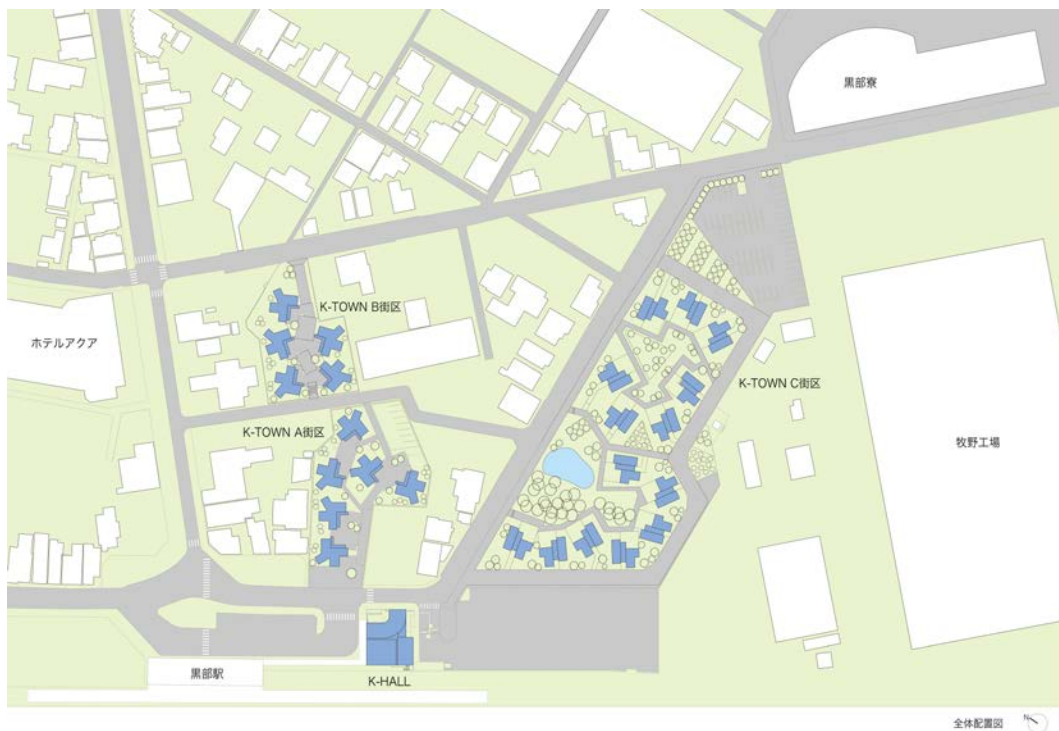 黒部寮
K-TOWN B街区
ホテルアクア
K-TOWN C街区
K-TOWN A街区
牧野工場
黒部駅
K-HALL
全体配置図
N